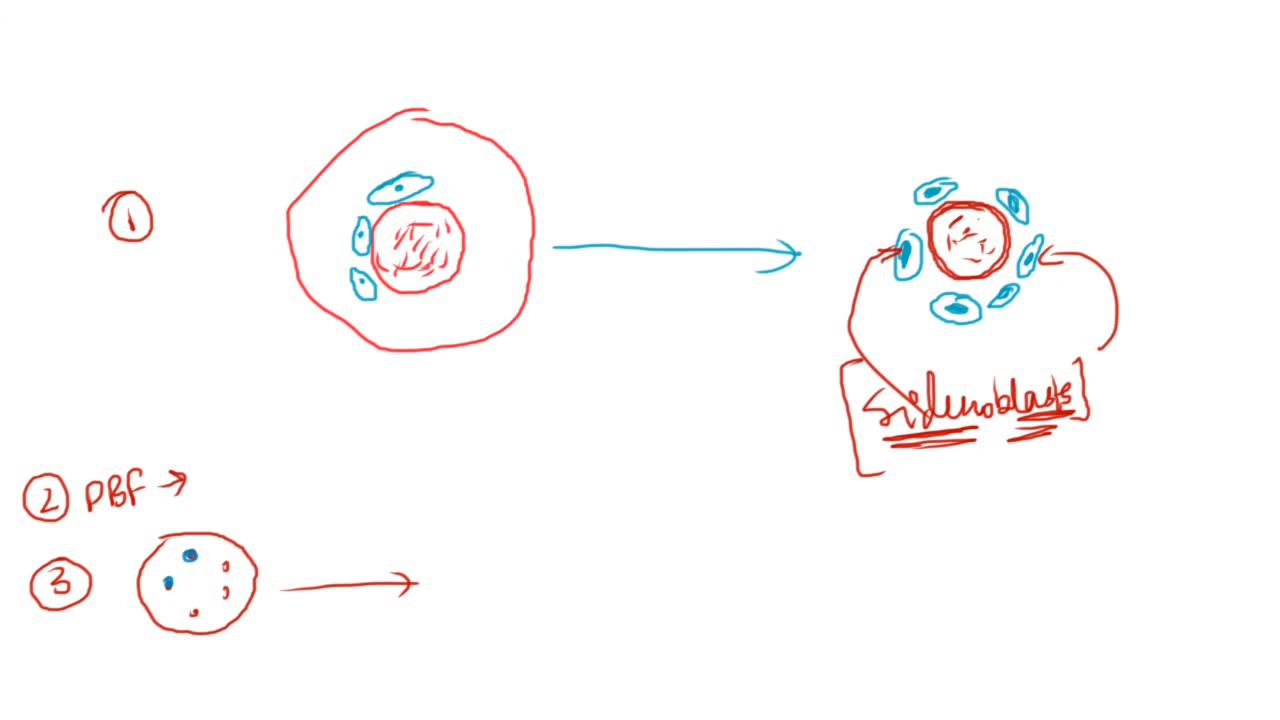 1
Sideroblasts
2 PBF →
3 →